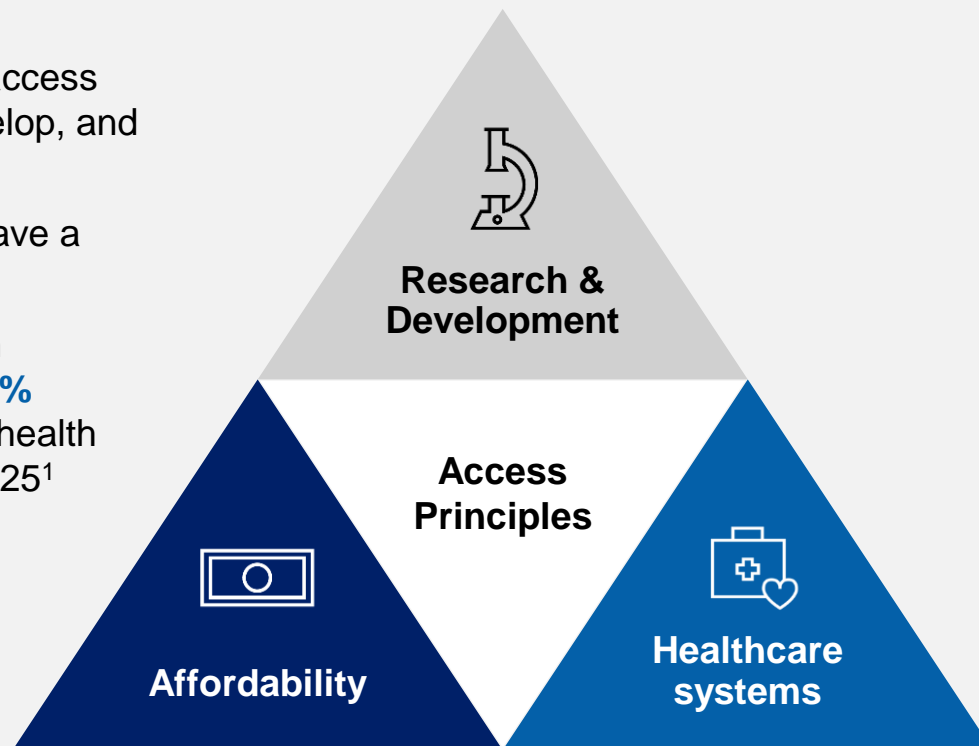 ccess
elop, and
ave a
%
health
25¹
Research &
Development
Access
Principles
Affordability
Healthcare
systems